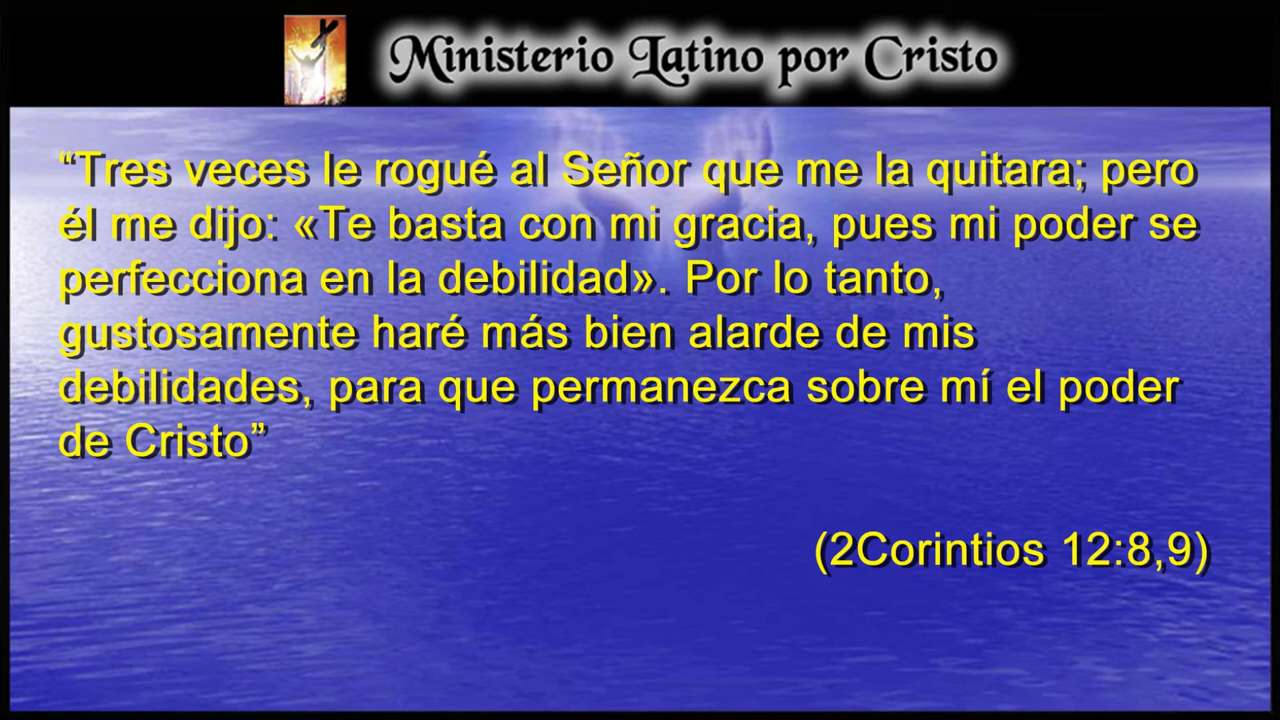 Ministerio Latino por Cristo
“Tres veces le rogué al Señor que me la quitara; pero
él me dijo: «Te basta con mi gracia, pues mi poder se
perfecciona en la debilidad». Por lo tanto,
gustosamente haré más bien alarde de mis
debilidades, para que permanezca sobre mí el poder
de Cristo”
(2Corintios 12:8,9)